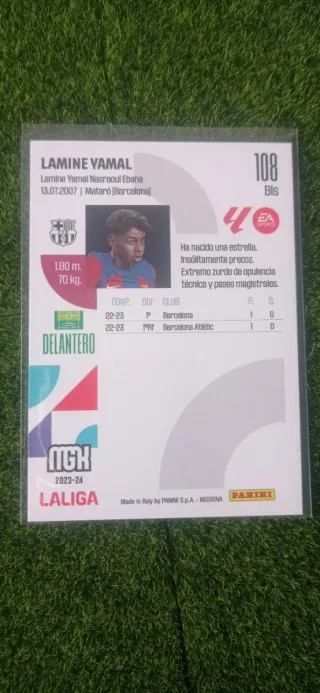 LAMINE YAMAL
108
Lamine Yamal Nasraoui Ebana
Bis
13.07.2007 | Mataró (Barcelona)
EA
SPORTS
1.80 m.
70 kg.
Ha nacido una estrella.
Insólitamente precoz.
Extremo zurdo de opulencia
técnica y pases magistrales.
TEMP. DIV. CLUB P. G.
22-23 1ª Barcelona 1 0
22-23 1ªRf Barcelona Atlètic 1 0
DELANTERO
MGK
2023-24
LALIGA
Made in Italy by PANINI S.p.A. - MODENA
PANINI